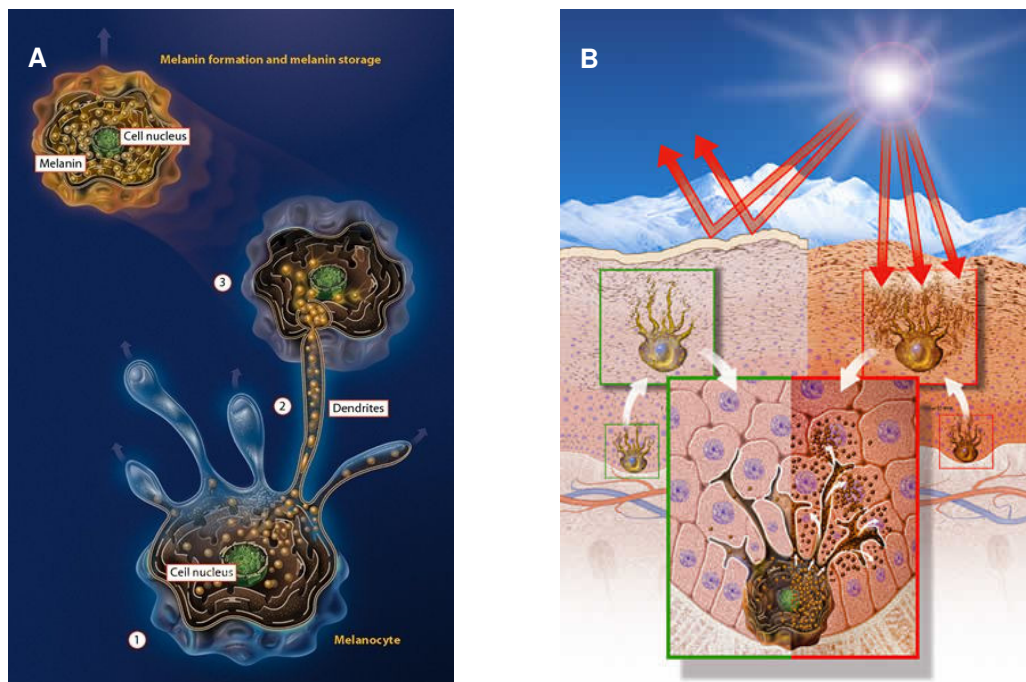 A
Melanin formation and melanin storage
Cell nucleus
Melanin
3
2
Dendrites
Cell nucleus
1
Melanocyte
B